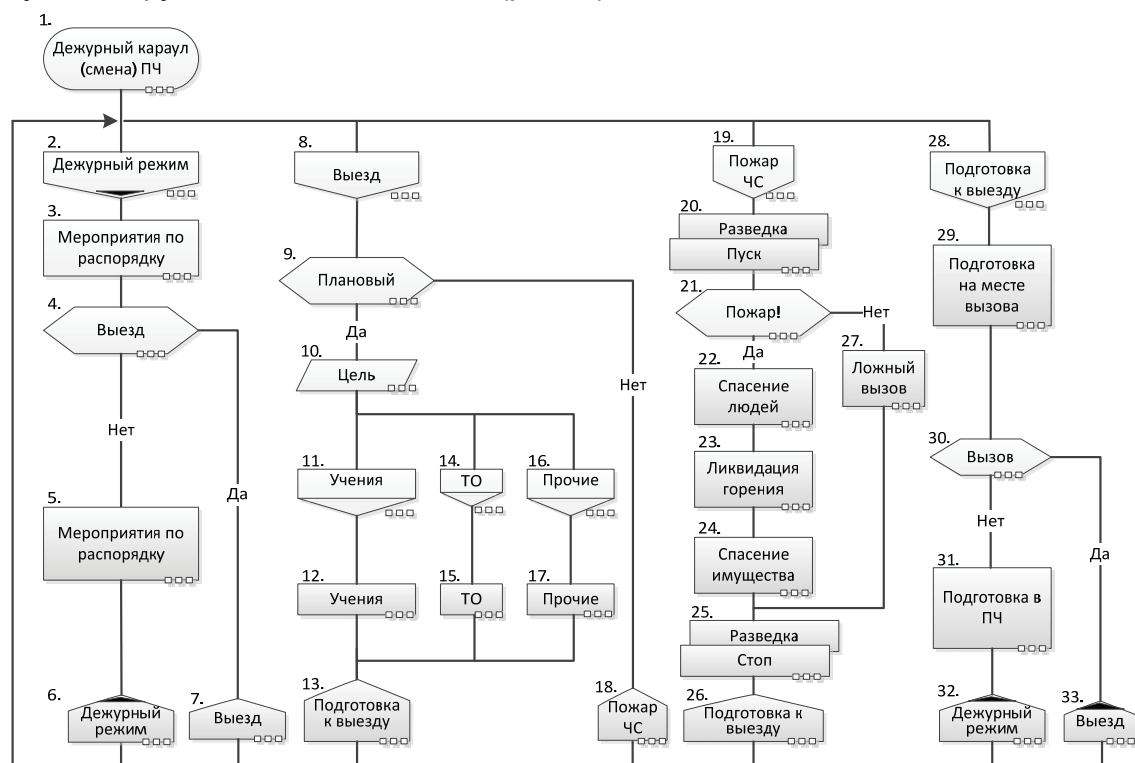 1.
Дежурный караул
(смена) ПЧ
2.
Дежурный режим
3.
Мероприятия по
распорядку
4.
Выезд
Нет
Да
5.
Мероприятия по
распорядку
6.
Дежурный
режим
7.
Выезд
8.
Выезд
9.
Плановый
Да
Нет
10.
Цель
11.
Учения
12.
Учения
13.
Подготовка
к выезду
14.
ТО
15.
ТО
16.
Прочие
17.
Прочие
18.
Пожар
ЧС
19.
Пожар
ЧС
20.
Разведка
Пуск
21.
Пожар!
Нет
Да
22.
Спасение
людей
23.
Ликвидация
горения
24.
Спасение
имущества
25.
Разведка
Стоп
26.
Подготовка к
выезду
27.
Ложный
вызов
28.
Подготовка
к выезду
29.
Подготовка
на месте
вызова
30.
Вызов
Нет
Да
31.
Подготовка в
ПЧ
32.
Дежурный
режим
33.
Выезд